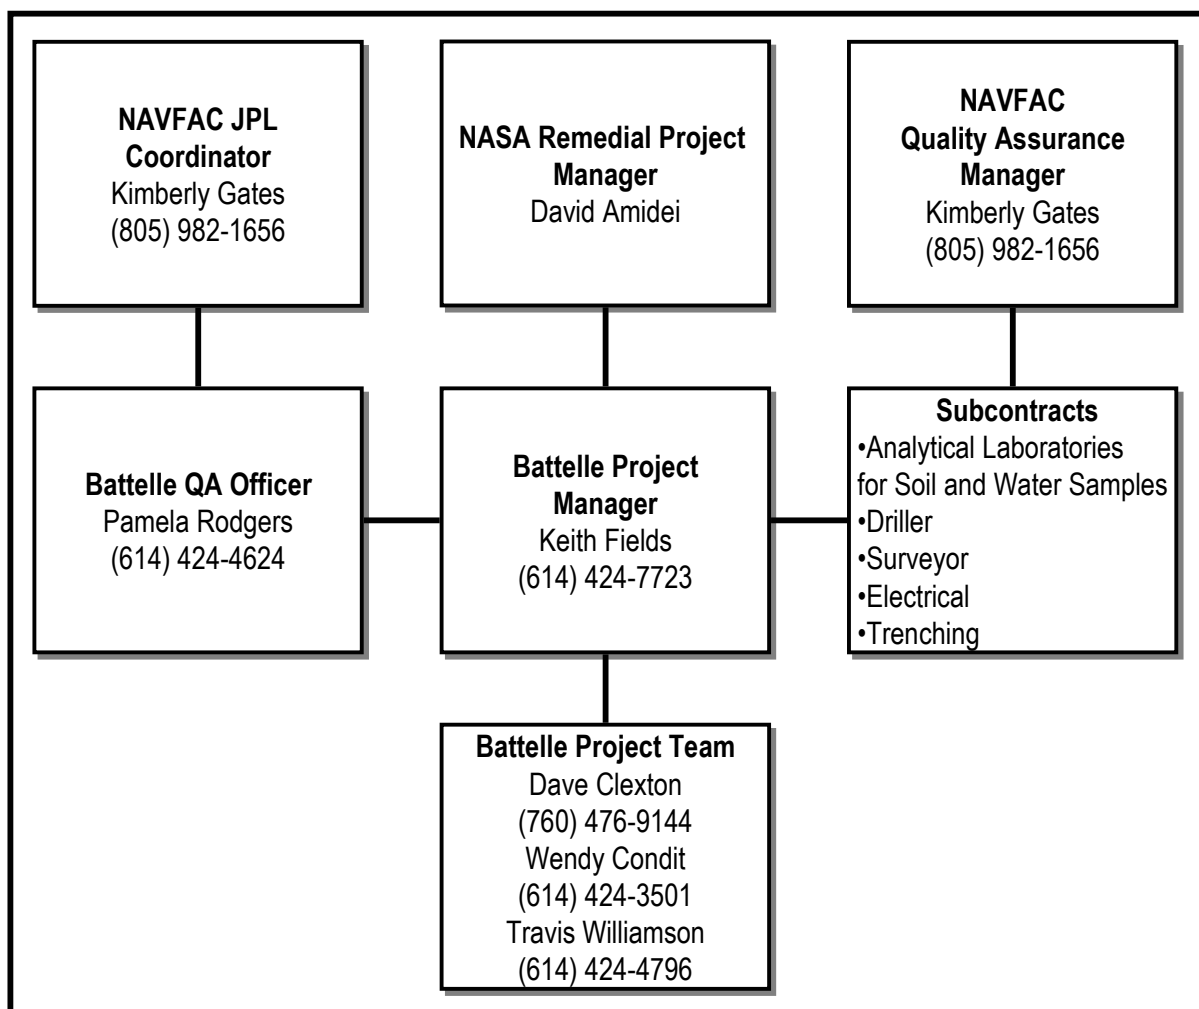 NAVFAC JPL
Coordinator
Kimberly Gates
(805) 982-1656
NASA Remedial Project
Manager
David Amidei
NAVFAC
Quality Assurance
Manager
Kimberly Gates
(805) 982-1656
Battelle QA Officer
Pamela Rodgers
(614) 424-4624
Battelle Project
Manager
Keith Fields
(614) 424-7723
Subcontracts
•Analytical Laboratories
for Soil and Water Samples
•Driller
•Surveyor
•Electrical
•Trenching
Battelle Project Team
Dave Clexton
(760) 476-9144
Wendy Condit
(614) 424-3501
Travis Williamson
(614) 424-4796